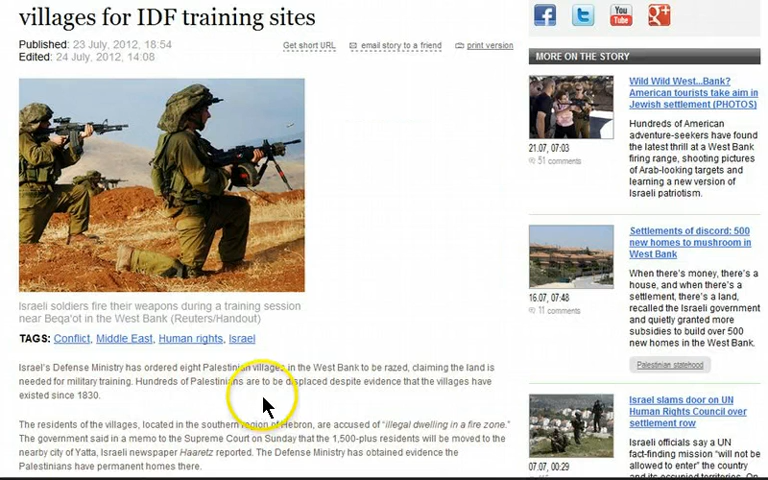 villages for IDF training sites
Published: 23 July, 2012, 18:54
Edited: 24 July, 2012, 14:08
Get short URL
email story to a friend
print version
Israeli soldiers fire their weapons during a training session
near Beqa'ot in the West Bank (Reuters/Handout)
TAGS: Conflict, Middle East, Human rights, Israel
Israel's Defense Ministry has ordered eight Palestinian villages in the West Bank to be razed, claiming the land is
needed for military training. Hundreds of Palestinians are to be displaced despite evidence that the villages have
existed since 1830.
The residents of the villages, located in the southern region of Hebron, are accused of “illegal dwelling in a fire zone.”
The government said in a memo to the Supreme Court on Sunday that the 1,500-plus residents will be moved to the
nearby city of Yatta, Israeli newspaper Haaretz reported. The Defense Ministry has obtained evidence the
Palestinians have permanent homes there.
You
Tube
MORE ON THE STORY
Wild Wild West...Bank?
American tourists take aim in
Jewish settlement (PHOTOS)
21.07, 07:03
51 comments
Hundreds of American
adventure-seekers have found
the latest thrill at a West Bank
firing range, shooting pictures
of Arab-looking targets and
learning a new version of
Israeli patriotism.
Settlements of discord: 500
new homes to mushroom in
West Bank
16.07, 07:48
11 comments
When there's money, there's a
house, and when there's a
settlement, there's a land,
recalled the Israeli government
and quietly granted more
subsidies to build over 500
new homes in the West Bank.
Palestinian statehood
Israel slams door on UN
Human Rights Council over
settlement row
07.07, 00:29
Israeli officials say a UN
fact-finding mission “will not be
allowed to enter” the country